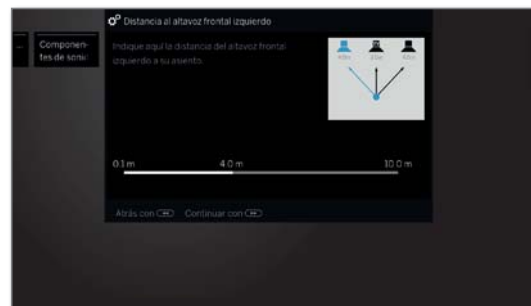 Distancia al altavoz frontal izquierdo
Componen-
tes de sonid
Indique aquí la distancia del altavoz frontal
izquierdo a su asiento.
0.1 m 4.0 m 10.0 m
Atrás con Continuar con